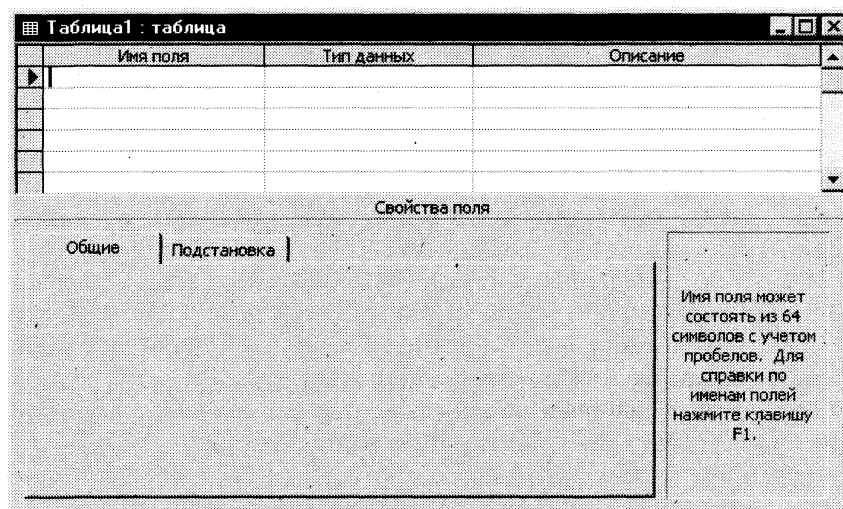 Таблица1 : таблица
Имя поля Тип данных Описание
Свойства поля
Общие Подстановка
Имя поля может
состоять из 64
символов с учетом
пробелов. Для
справки по
именам полей
нажмите клавишу
F1.